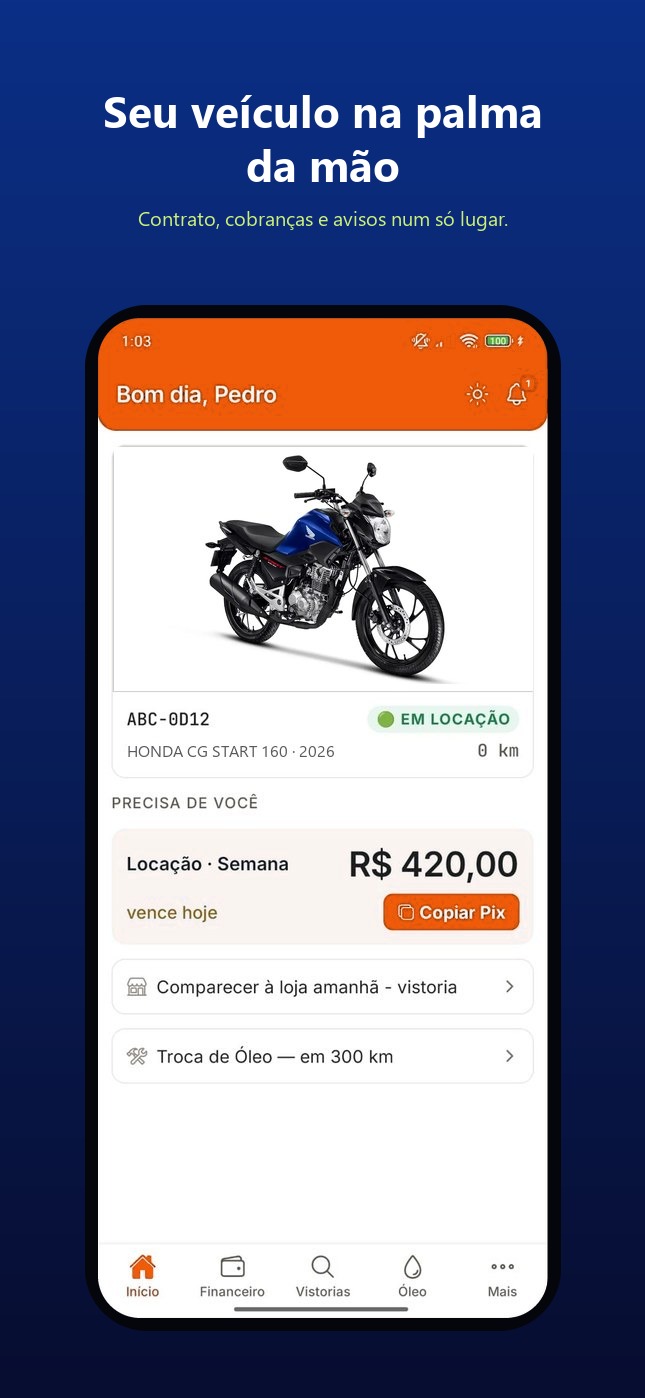 Seu veículo na palma
da mão
Contrato, cobranças e avisos num só lugar.
1:03
100
Bom dia, Pedro
1
ABC-0D12
EM LOCAÇÃO
HONDA CG START 160 · 2026
0 km
PRECISA DE VOCÊ
Locação · Semana
R$ 420,00
vence hoje
Copiar Pix
Comparecer à loja amanhã - vistoria
Troca de Óleo — em 300 km
Início
Financeiro
Vistorias
Óleo
Mais